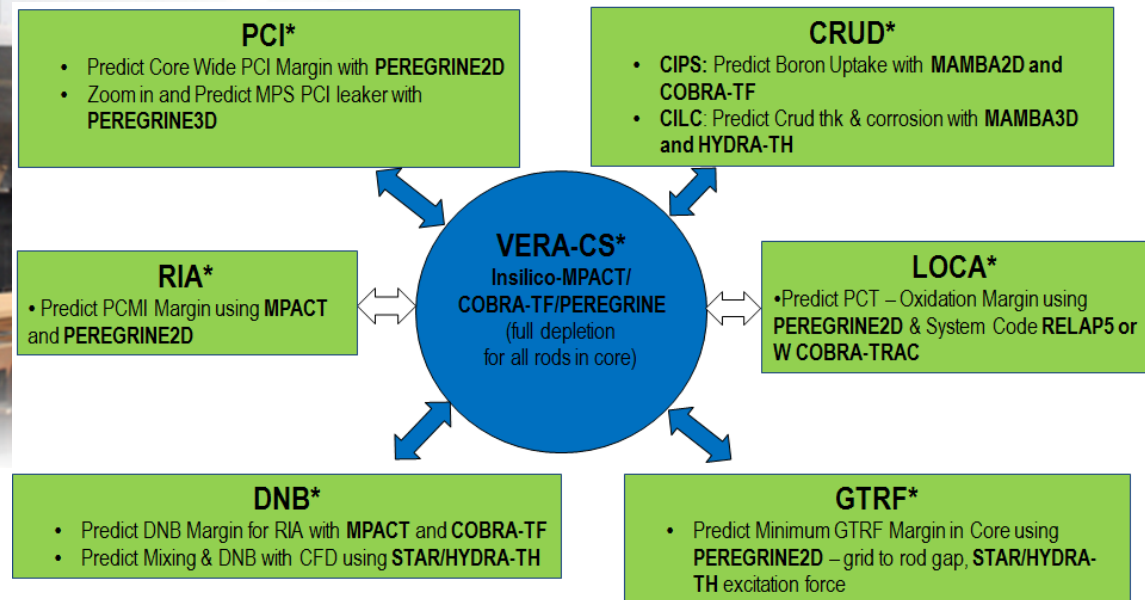 PCI*
• Predict Core Wide PCI Margin with PEREGRINE2D
• Zoom in and Predict MPS PCI leaker with
PEREGRINE3D
CRUD*
• CIPS: Predict Boron Uptake with MAMBA2D and
COBRA-TF
• CILC: Predict Crud thk & corrosion with MAMBA3D
and HYDRA-TH
VERA-CS*
Insilico-MPACT/
COBRA-TF/PEREGRINE
(full depletion
for all rods in core)
RIA*
• Predict PCMI Margin using MPACT
and PEREGRINE2D
LOCA*
•Predict PCT – Oxidation Margin using
PEREGRINE2D & System Code RELAP5 or
W COBRA-TRAC
DNB*
• Predict DNB Margin for RIA with MPACT and COBRA-TF
• Predict Mixing & DNB with CFD using STAR/HYDRA-TH
GTRF*
• Predict Minimum GTRF Margin in Core using
PEREGRINE2D – grid to rod gap, STAR/HYDRA-
TH excitation force